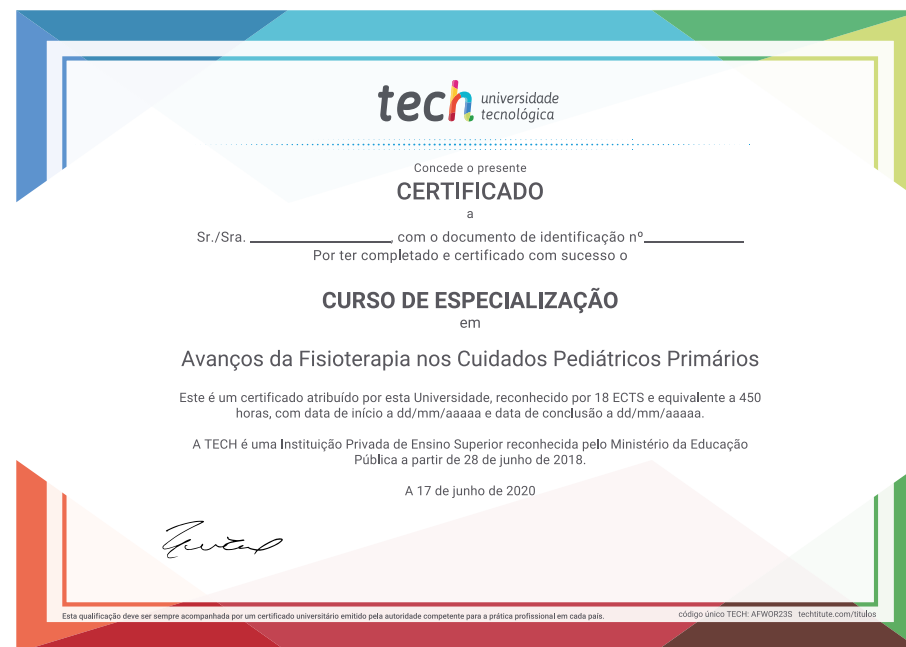 tech universidade
tecnológica
Concede o presente
CERTIFICADO
a
Sr./Sra. ____________________, com o documento de identificação nº______________
Por ter completado e certificado com sucesso o
CURSO DE ESPECIALIZAÇÃO
em
Avanços da Fisioterapia nos Cuidados Pediátricos Primários
Este é um certificado atribuído por esta Universidade, reconhecido por 18 ECTS e equivalente a 450
horas, com data de início a dd/mm/aaaaa e data de conclusão a dd/mm/aaaaa.
A TECH é uma Instituição Privada de Ensino Superior reconhecida pelo Ministério da Educação
Pública a partir de 28 de junho de 2018.
A 17 de junho de 2020
Esta qualificação deve ser sempre acompanhada por um certificado universitário emitido pela autoridade competente para a prática profissional em cada país.
código único TECH: AFWOR23S techtitute.com/titulos